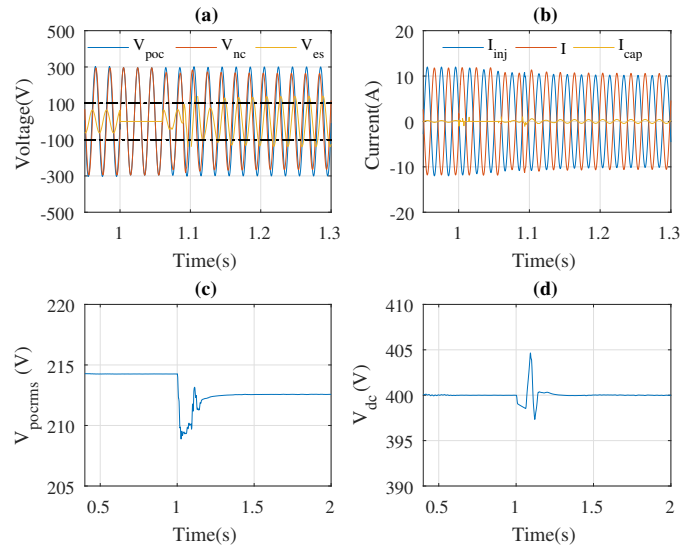 (a)
V_poc V_nc V_es
500
300
100
-100
-300
-500
Voltage(V)
1 1.1 1.2 1.3
Time(s)
(b)
I_inj I I_cap
20
10
0
-10
-20
Current(A)
1 1.1 1.2 1.3
Time(s)
(c)
220
215
210
205
V_pocrms (V)
0.5 1 1.5 2
Time(s)
(d)
410
405
400
395
390
V_dc (V)
0.5 1 1.5 2
Time(s)